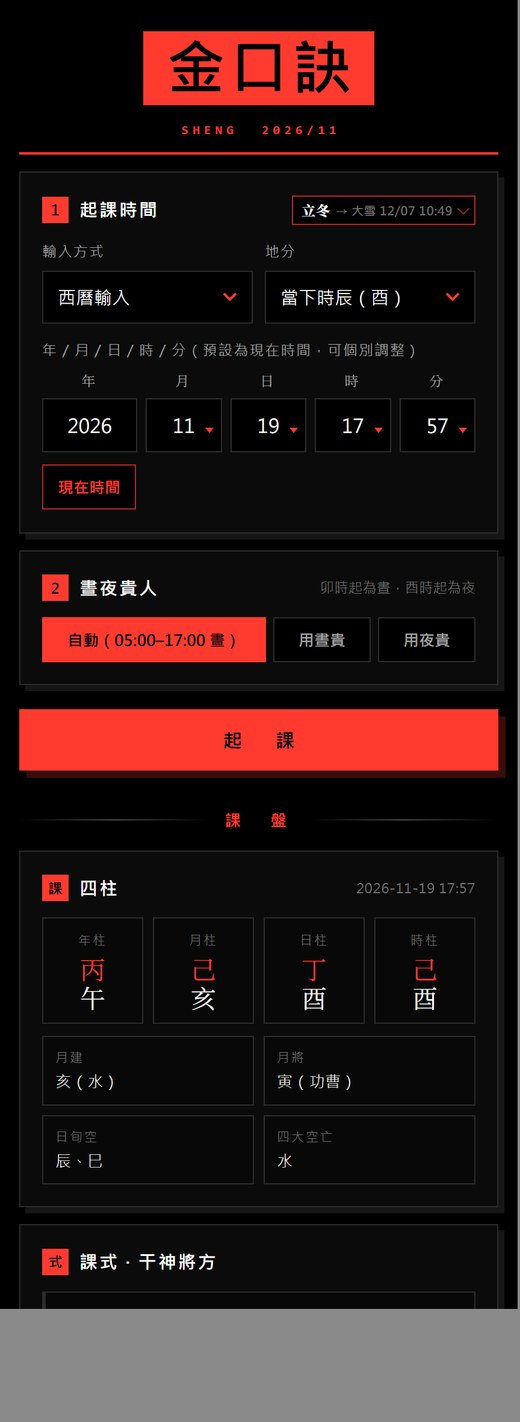 金口訣
SHENG 2026/11
1 起課時間
立冬 → 大雪 12/07 10:49
輸入方式 地分
西曆輸入 當下時辰 ( 酉 )
年 / 月 / 日 / 時 / 分 ( 預設為現在時間 · 可個別調整 )
年 月 日 時 分
2026 11 19 17 57
現在時間
2 晝夜貴人 卯時起為晝 · 酉時起為夜
自動 ( 05:00–17:00 晝 ) 用晝貴 用夜貴
起 課
課 盤
課 四柱 2026-11-19 17:57
年柱 月柱 日柱 時柱
丙 己 丁 己
午 亥 酉 酉
月建 月將
亥 ( 水 ) 寅 ( 功曹 )
日旬空 四大空亡
辰、巳 水
式 課式 · 干神將方